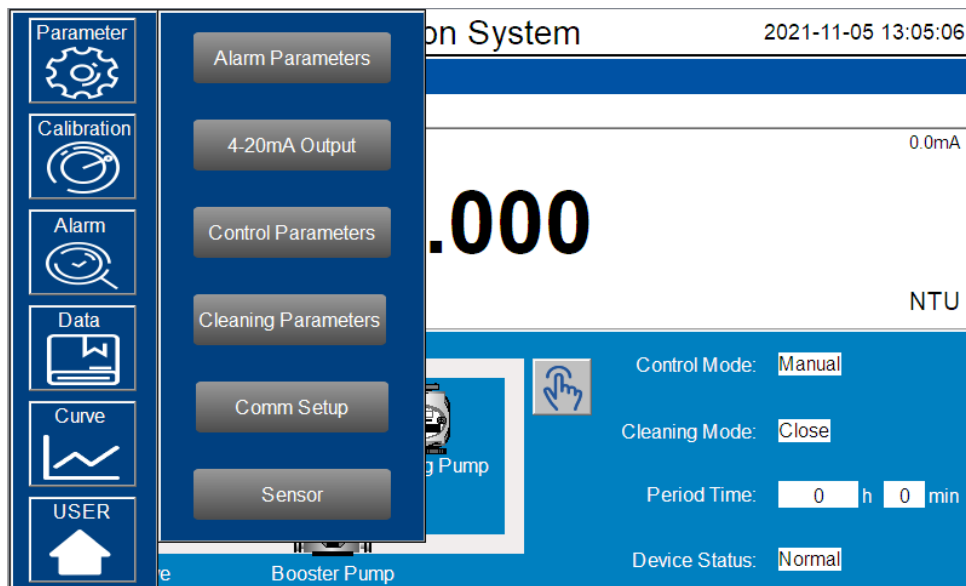 Parameter
Calibration
Alarm
Data
Curve
USER
Alarm Parameters
4-20mA Output
Control Parameters
Cleaning Parameters
Comm Setup
Sensor
on System
2021-11-05 13:05:06
0.0mA
.000
NTU
Control Mode: Manual
Cleaning Mode: Close
Period Time: 0 h 0 min
Device Status: Normal
g Pump
e
Booster Pump